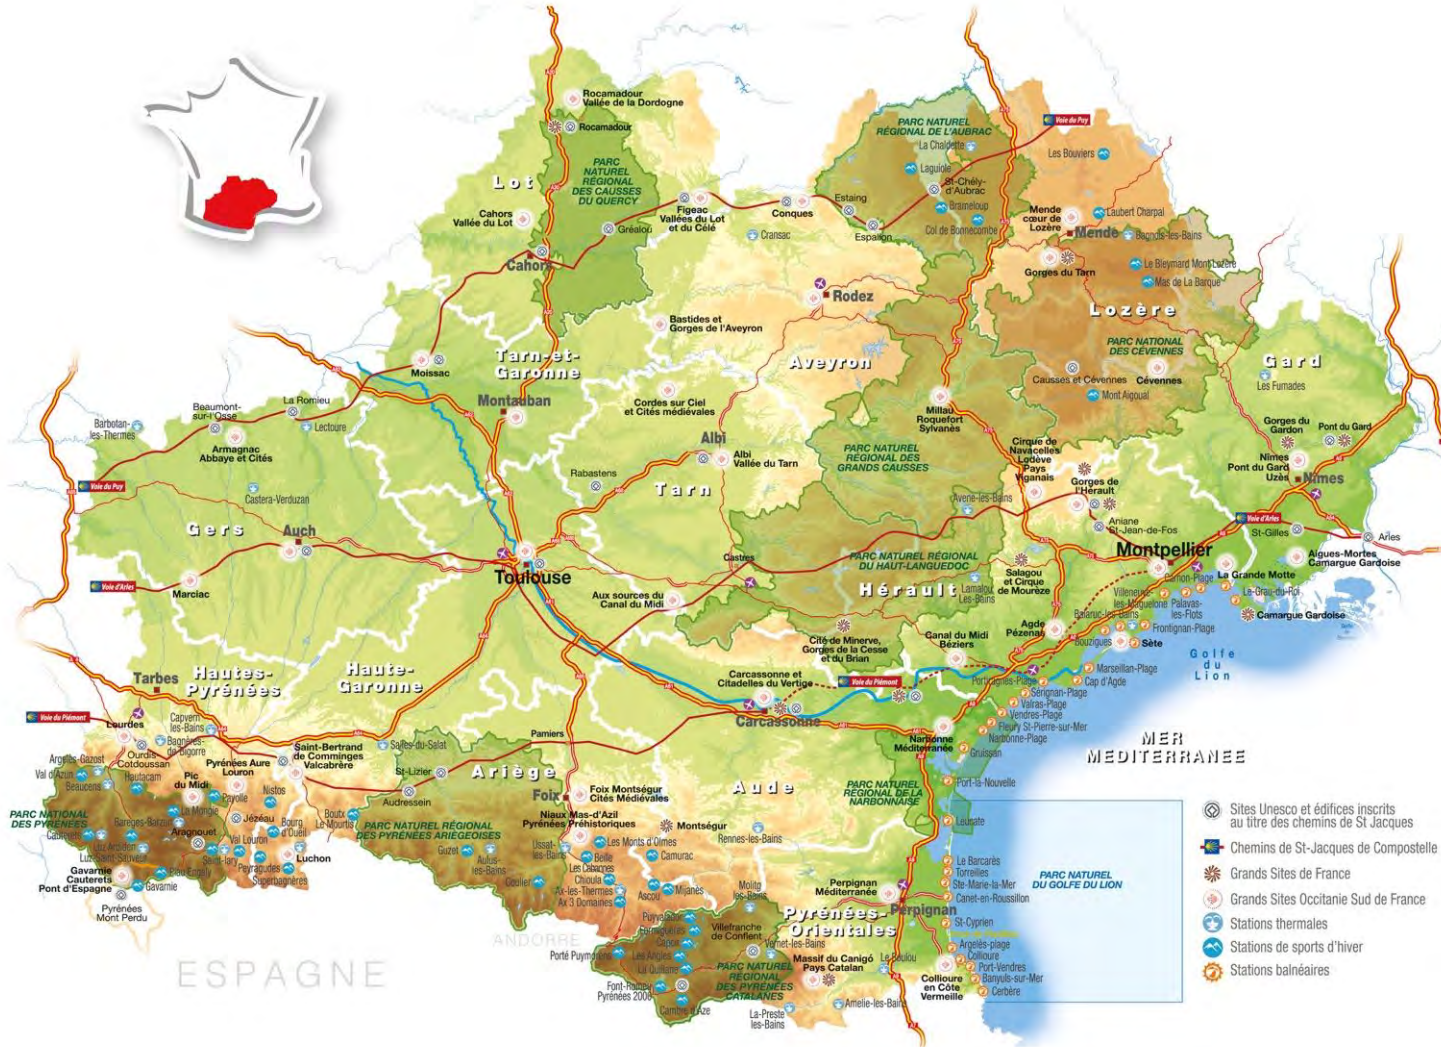 Rocamadour
Vallée de la Dordogne
Rocamadour
PARC
NATUREL
RÉGIONAL
DES CAUSSES
DU QUERCY
Lot
Cahors
Vallée du Lot
Cahors
Gréalou
Figeac
Vallées du Lot
et du Célé
Conques
Cransac
PARC NATUREL
RÉGIONAL DE L'AUBRAC
La Chaldette
Laguiole
St-Chély-
d'Aubrac
Estaing
Brameloup
Espalion
Col de Bonnecombe
Voie du Puy
Les Bouviers
Mende
cœur de
Lozère
Mende
Laubert Charpal
Bagnols-les-Bains
Gorges du Tarn
Le Bleymard Mont Lozère
Mas de La Barque
Lozère
PARC NATIONAL
DES CÉVENNES
Causses et Cévennes
Cévennes
Mont Aigoual
Gard
Les Fumades
Rodez
Bastides et
Gorges de l'Aveyron
Aveyron
Tarn-et-
Garonne
Moissac
Montauban
Cordes sur Ciel
et Cités médiévales
Millau
Roquefort
Sylvanès
PARC NATUREL
RÉGIONAL DES
GRANDS CAUSSES
Cirque de
Navacelles
Lodève
Pays
Viganais
Gorges de
l'Hérault
Gorges du
Gardon
Pont du Gard
Nîmes
Pont du Gard
Uzès
Nîmes
La Romieu
Beaumont-
sur-l'Osse
Barbotan-
les-Thermes
Lectoure
Armagnac
Abbaye et Cités
Voie du Puy
Castera-Verduzan
Gers
Auch
Voie d'Arles
Marciac
Albi
Albi
Vallée du Tarn
Rabastens
Tarn
Avene-les-Bains
Aniane
St-Jean-de-Fos
Voie d'Arles
St-Gilles
Arles
Montpellier
Aigues-Mortes
Camargue Gardoise
La Grande Motte
Carnon-Plage
Le-Grau-du-Roi
Camargue Gardoise
Villeneuve-
les-Maguelone
Palavas-
les-Flots
Balaruc-les-Bains
Frontignan-Plage
Bouzigues
Sète
Toulouse
Castres
PARC NATUREL RÉGIONAL
DU HAUT-LANGUEDOC
Lamalou
Les-Bains
Hérault
Salagou
et Cirque
de Mourèze
Aux sources du
Canal du Midi
Agde
Pézenas
Cité de Minerve,
Gorges de la Cesse
et du Brian
Canal du Midi
Béziers
Golfe
du
Lion
Marseillan-Plage
Cap d'Agde
Portiragnes-Plage
Sérignan-Plage
Valras-Plage
Vendres-Plage
Fleury St-Pierre-sur-Mer
Narbonne-Plage
Gruissan
MER
MEDITERRANEE
Carcassonne et
Citadelles du Vertige
Voie du Piémont
Carcassonne
Narbonne
Méditerranée
Hautes-
Pyrénées
Haute-
Garonne
Tarbes
Voie du Piémont
Lourdes
Capvern
les-Bains
Bagnères-
de-Bigorre
Ourdis
Cotdoussan
Saint-Bertrand
de Comminges
Valcabrère
Salies-du-Salat
Pamiers
St-Lizier
Audressein
Ariège
Foix
Foix Montségur
Cités Médiévales
Aude
Port-la-Nouvelle
PARC NATUREL
RÉGIONAL DE LA
NARBONNAISE
Argelès-Gazost
Val d'Azun
Beaucens
Hautacam
Pic
du Midi
Pyrénées Aure
Louron
Nistos
PARC NATIONAL
DES PYRÉNÉES
Cauterets
Bareges-Barzun
La Mongie
Payolle
Jézéau
Bourg
d'Oueil
Boutx
Le Mourtis
Luz Ardiden
Luz-Saint-Sauveur
Aragnouet
Val Louron
Saint-lary
Piau Engaly
Peyragudes
Superbagnères
Luchon
Gavarnie
Cauterets
Pont d'Espagne
Gavarnie
Pyrénées
Mont Perdu
PARC NATUREL RÉGIONAL
DES PYRÉNÉES ARIÉGEOISES
Guzet
Aulus-
les-Bains
Goulier
Niaux Mas-d'Azil
Pyrénées Préhistoriques
Ussat-
les-Bains
Les Monts d'Olmes
Beille
Les Cabannes
Camurac
Montségur
Rennes-les-Bains
Chioula
Ax-les-Thermes
Ax 3 Domaines
Ascou
Mijanès
Molitg
les-Bains
Leucate
Le Barcarès
Torreilles
Ste-Marie-la-Mer
Canet-en-Roussillon
St-Cyprien
Argelès-plage
Collioure
Port-Vendres
Banyuls-sur-Mer
Cerbère
Perpignan
Méditerranée
Perpignan
Pyrénées-
Orientales
Puyvalador
Formiguères
Capcir
Les Angles
La Quillane
Porté Puymorens
Font-Romeu
Pyrénées 2000
Cambre d'Aze
Villefranche
de Conflent
Vernet-les-Bains
PARC NATUREL
RÉGIONAL
DES PYRÉNÉES
CATALANES
Massif du Canigó
Pays Catalan
Le Boulou
Amelie-les-Bains
La-Preste
les-Bains
Collioure
en Côte
Vermeille
ANDORRE
ESPAGNE
PARC NATUREL
DU GOLFE DU LION
Sites Unesco et édifices inscrits
au titre des chemins de St Jacques
Chemins de St-Jacques de Compostelle
Grands Sites de France
Grands Sites Occitanie Sud de France
Stations thermales
Stations de sports d'hiver
Stations balnéaires